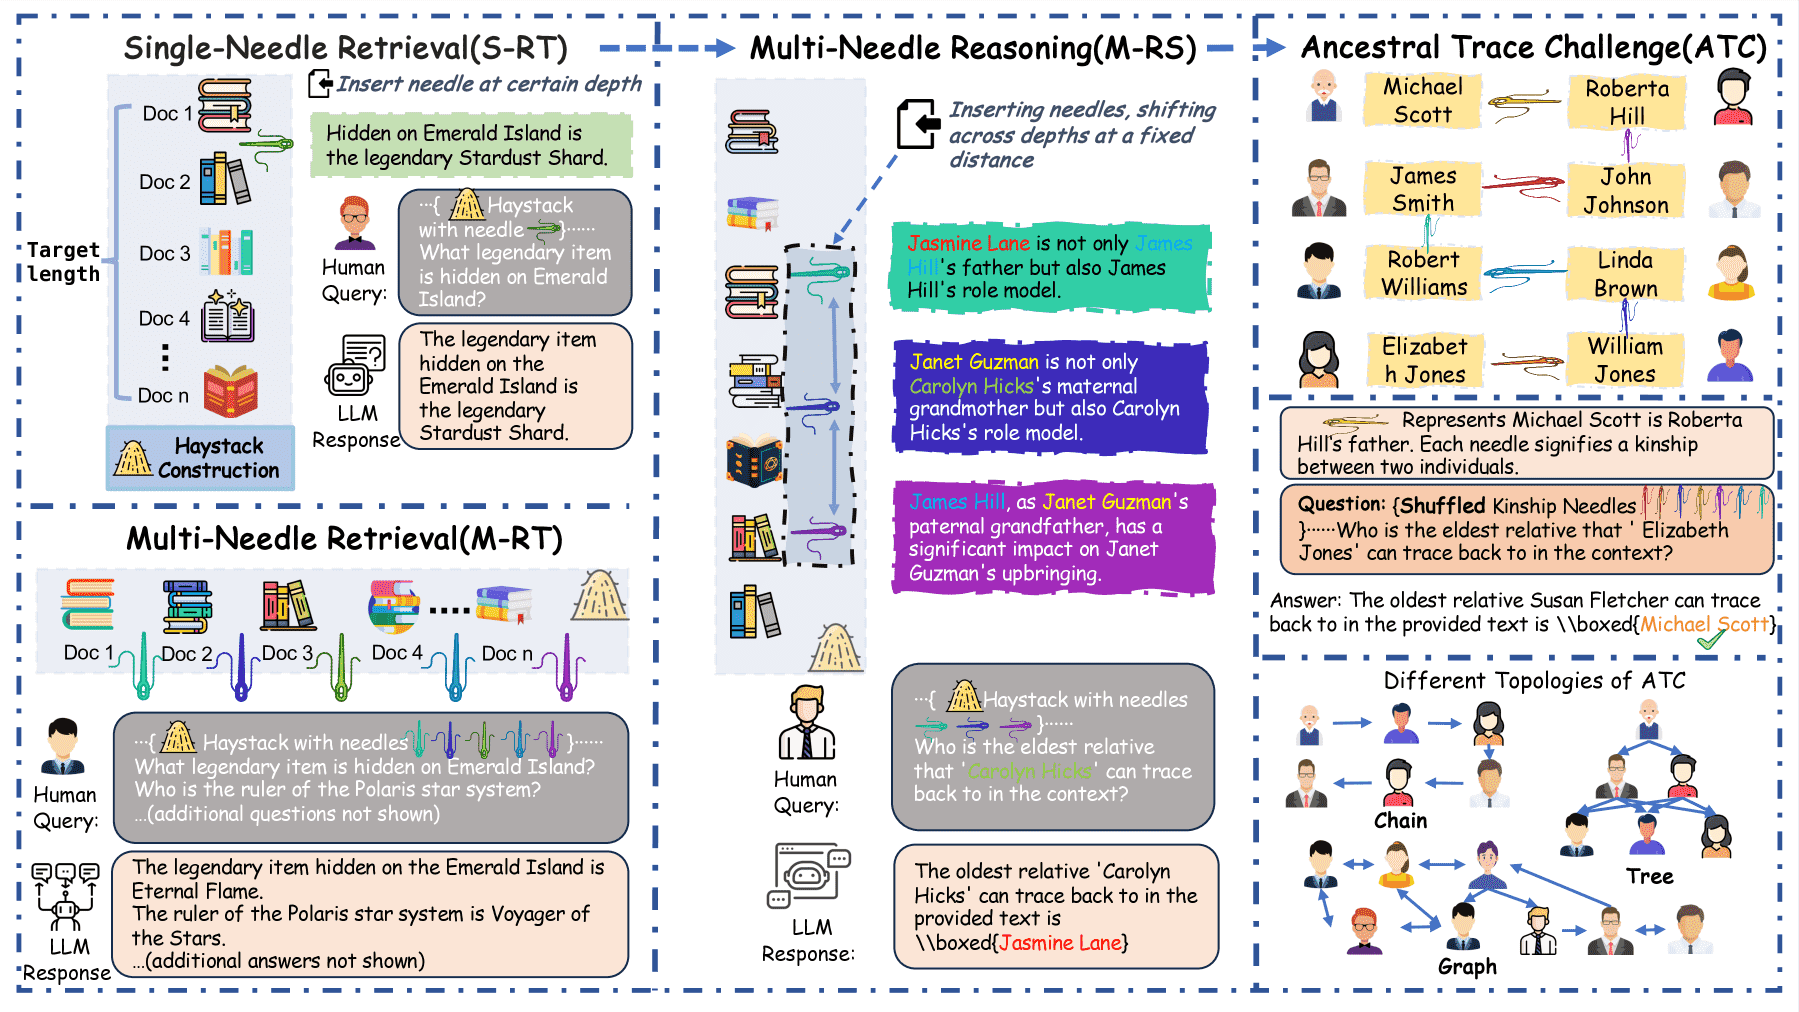 Single-Needle Retrieval(S-RT)
Insert needle at certain depth
Target
length
Doc 1
Doc 2
Doc 3
Doc 4
Doc n
Haystack
Construction
Hidden on Emerald Island is
the legendary Stardust Shard.
Human
Query:
...{ Haystack
with needle }......
What legendary item
is hidden on Emerald
Island?
LLM
Response
The legendary item
hidden on the
Emerald Island is
the legendary
Stardust Shard.
Multi-Needle Retrieval(M-RT)
Doc 1
Doc 2
Doc 3
Doc 4
Doc n
Human
Query:
...{ Haystack with needles }......
What legendary item is hidden on Emerald Island?
Who is the ruler of the Polaris star system?
...(additional questions not shown)
LLM
Response
The legendary item hidden on the Emerald Island is
Eternal Flame.
The ruler of the Polaris star system is Voyager of
the Stars.
...(additional answers not shown)
Multi-Needle Reasoning(M-RS)
Inserting needles, shifting
across depths at a fixed
distance
Jasmine Lane is not only James
Hill's father but also James
Hill's role model.
Janet Guzman is not only
Carolyn Hicks's maternal
grandmother but also Carolyn
Hicks's role model.
James Hill, as Janet Guzman's
paternal grandfather, has a
significant impact on Janet
Guzman's upbringing.
Human
Query:
...{ Haystack with needles
}......
Who is the eldest relative
that 'Carolyn Hicks' can trace
back to in the context?
LLM
Response:
The oldest relative 'Carolyn
Hicks' can trace back to in the
provided text is
\\boxed{Jasmine Lane}
Ancestral Trace Challenge(ATC)
Michael
Scott
Roberta
Hill
James
Smith
John
Johnson
Robert
Williams
Linda
Brown
Elizabet
h Jones
William
Jones
Represents Michael Scott is Roberta
Hill's father. Each needle signifies a kinship
between two individuals.
Question: {Shuffled Kinship Needles
}......Who is the eldest relative that ' Elizabeth
Jones' can trace back to in the context?
Answer: The oldest relative Susan Fletcher can trace
back to in the provided text is \\boxed{Michael Scott}
Different Topologies of ATC
Chain
Tree
Graph